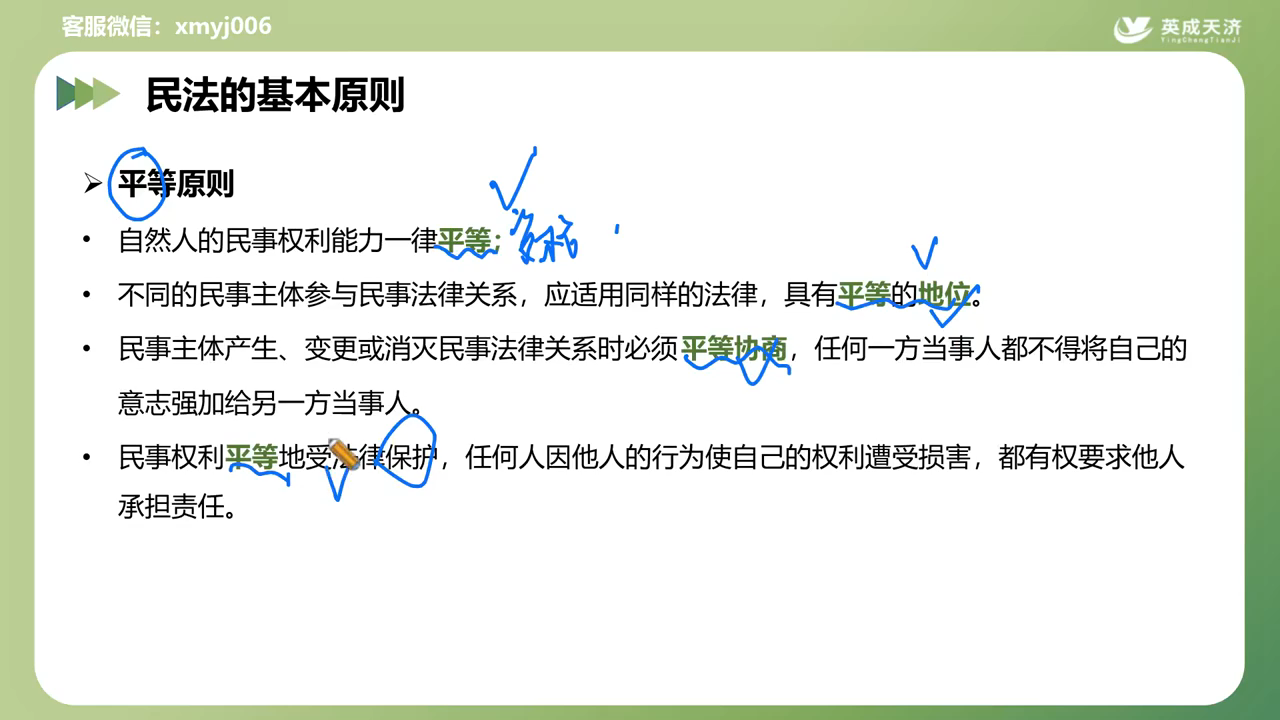 客服微信：xmyj006
英成天济
YingChengTianJi
民法的基本原则
平等原则
自然人的民事权利能力一律平等；资格
不同的民事主体参与民事法律关系，应适用同样的法律，具有平等的地位。
民事主体产生、变更或消灭民事法律关系时必须平等协商，任何一方当事人都不得将自己的
意志强加给另一方当事人。
民事权利平等地受法律保护，任何人因他人的行为使自己的权利遭受损害，都有权要求他人
承担责任。